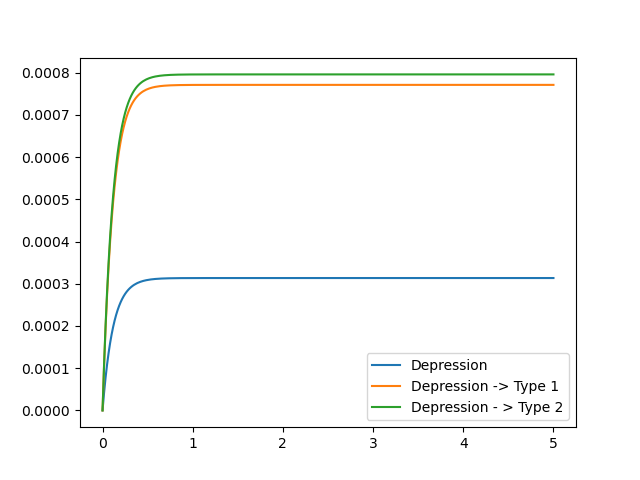 0.0008
0.0007
0.0006
0.0005
0.0004
0.0003
0.0002
0.0001
0.0000
0 1 2 3 4 5
Depression
Depression -> Type 1
Depression - > Type 2